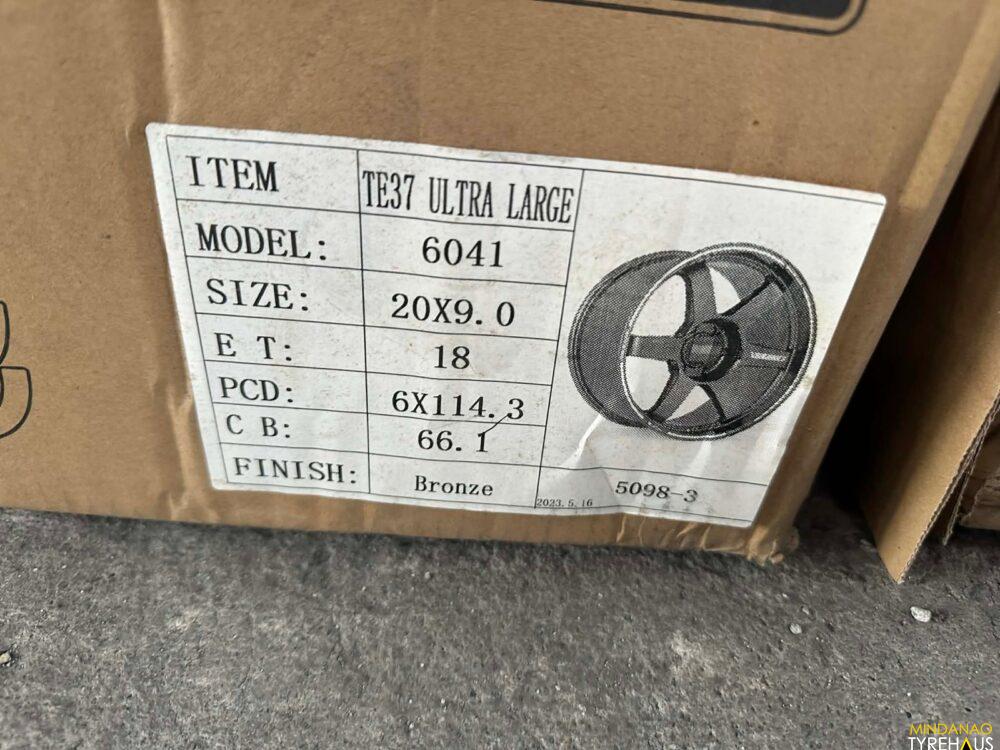 ITEM TE37 ULTRA LARGE
MODEL: 6041
SIZE: 20X9.0
E T: 18
PCD: 6X114.3
C B: 66.1
FINISH: Bronze
2023.5.16
5098-3
MINDANAO
TYREHAUS